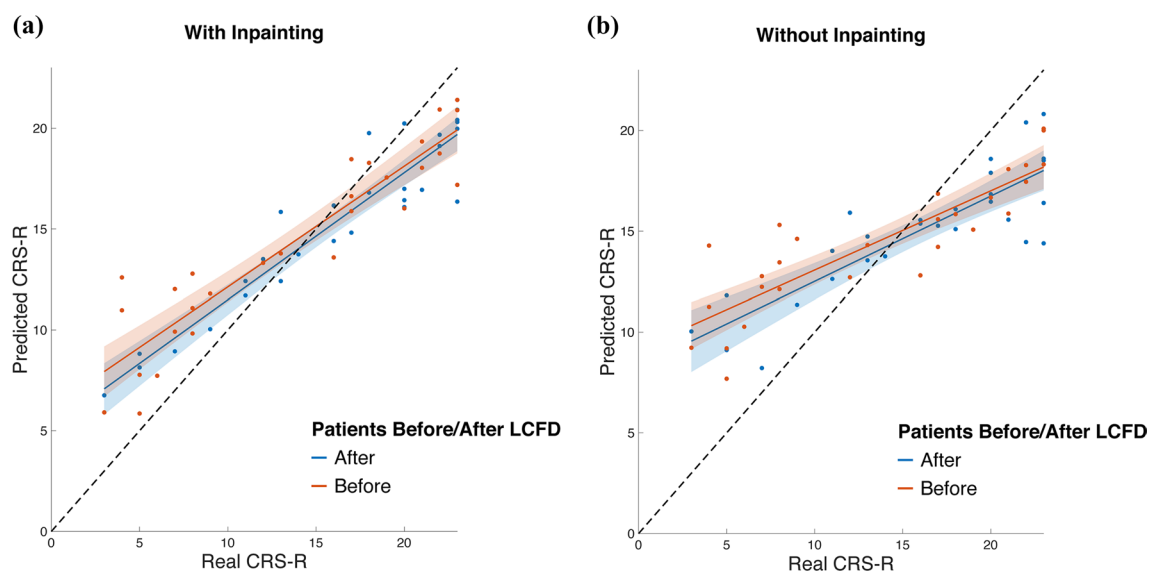 (a)
With Inpainting
Predicted CRS-R
20
15
10
5
0
0
5
10
15
20
Real CRS-R
Patients Before/After LCFD
After
Before
(b)
Without Inpainting
Predicted CRS-R
20
15
10
5
0
0
5
10
15
20
Real CRS-R
Patients Before/After LCFD
After
Before